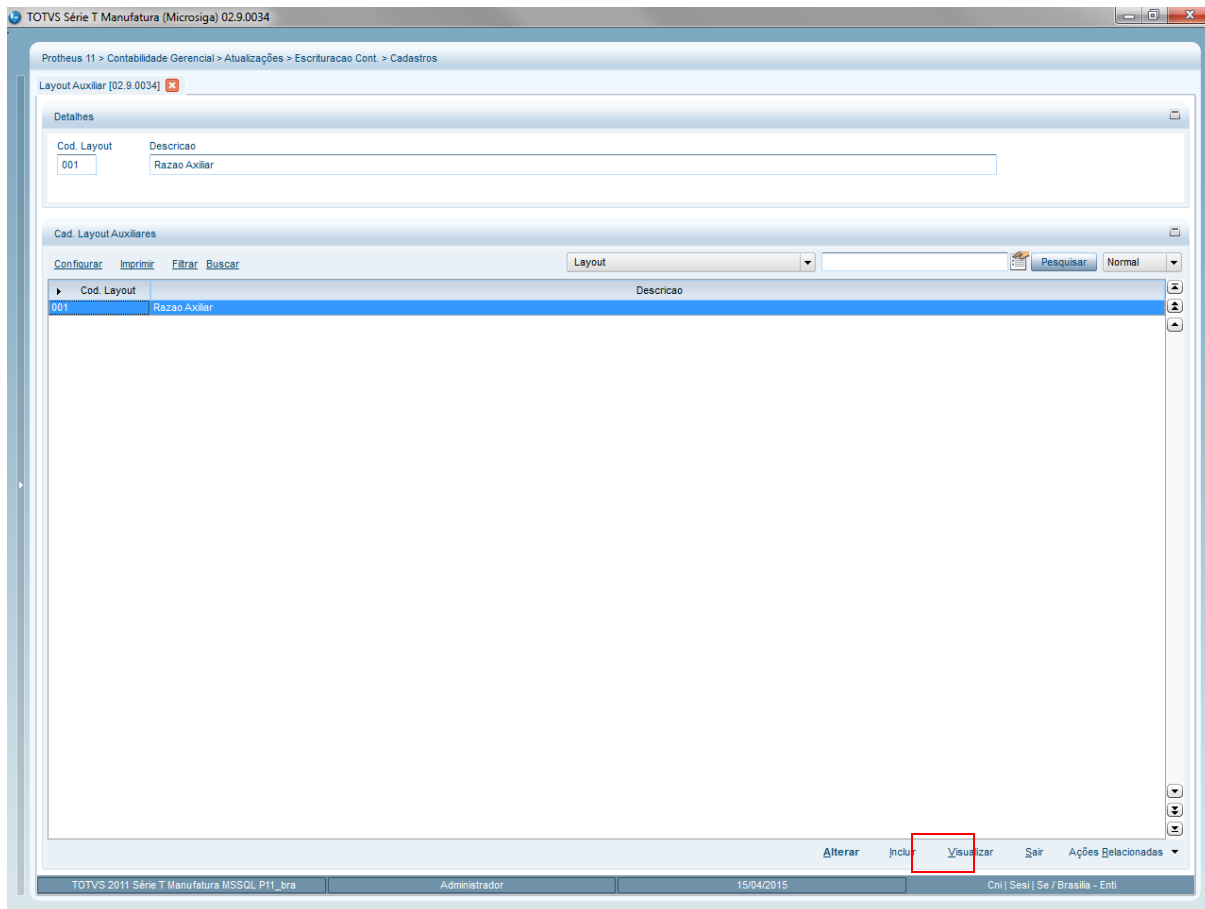 TOTVS Série T Manufatura (Microsiga) 02.9.0034
Protheus 11 > Contabilidade Gerencial > Atualizações > Escrituracao Cont. > Cadastros
Layout Auxiliar [02.9.0034]
Detalhes
Cod. Layout Descricao
001 Razao Axiliar
Cad. Layout Auxiliares
Configurar Imprimir Filtrar Buscar Layout Pesquisar Normal
Cod. Layout Descricao
001 Razao Axiliar
Alterar Incluir Visualizar Sair Ações Relacionadas
TOTVS 2011 Série T Manufatura MSSQL P11_bra Administrador 15/04/2015 Cni | Sesi | Se / Brasilia - Enti